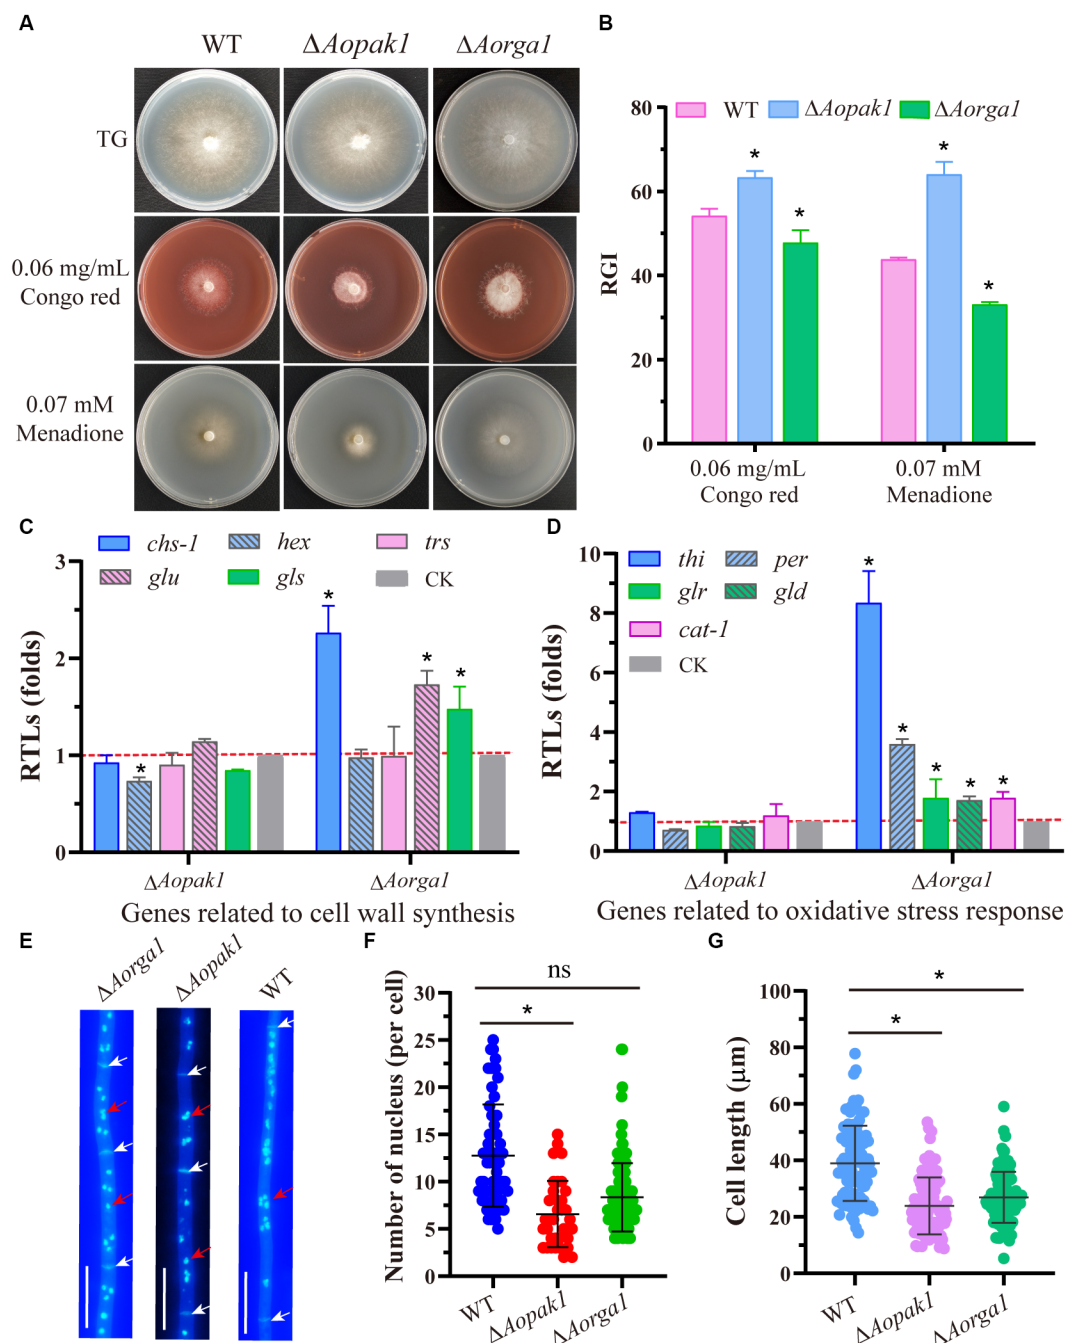 A
WT ΔAopak1 ΔAorga1
TG
0.06 mg/mL
Congo red
0.07 mM
Menadione
B
WT ΔAopak1 ΔAorga1
RGI
80
60
40
20
0
* * * *
0.06 mg/mL
Congo red
0.07 mM
Menadione
C
chs-1 hex trs
glu gls CK
RTLs (folds)
3
2
1
0
* * * *
ΔAopak1 ΔAorga1
Genes related to cell wall synthesis
D
thi per
glr gld
cat-1
CK
RTLs (folds)
10
8
6
4
2
0
* * * * *
ΔAopak1 ΔAorga1
Genes related to oxidative stress response
E
ΔAorga1 ΔAopak1 WT
F
Number of nucleus (per cell)
30
25
20
15
10
5
0
ns
*
WT ΔAopak1 ΔAorga1
G
Cell length (μm)
100
80
60
40
20
0
*
*
WT ΔAopak1 ΔAorga1